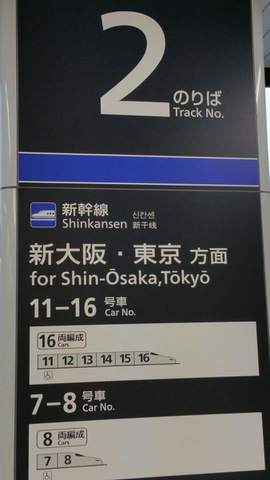 2 のりば
Track No.
新幹線 신칸센
Shinkansen 新干线
新大阪・東京 方面
for Shin-Ōsaka,Tōkyō
11-16 号車
Car No.
16 両編成
Cars
11 12 13 14 15 16
7-8 号車
Car No.
8 両編成
Cars
7 8